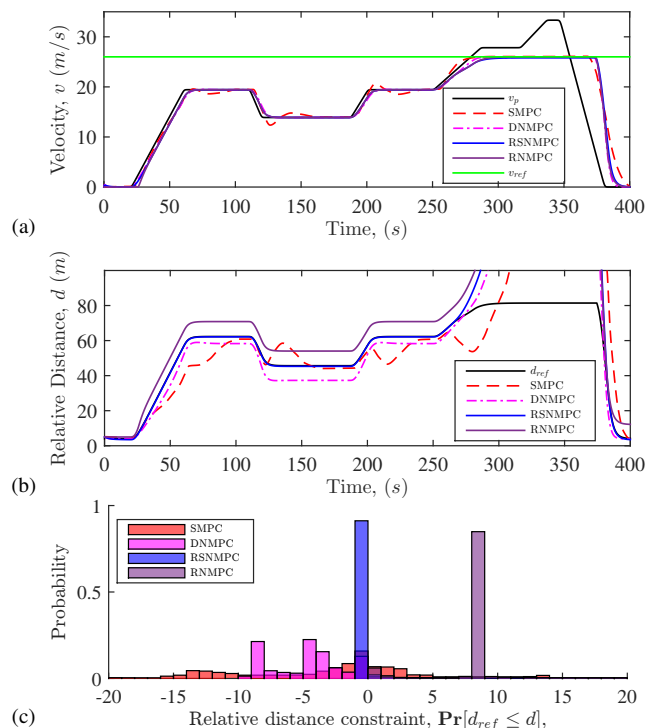 30
20
10
0
Velocity, v (m/s)
v_p
SMPC
DNMPC
RSNMPC
RNMPC
v_ref
0 50 100 150 200 250 300 350 400
(a)
Time, (s)
80
60
40
20
0
Relative Distance, d (m)
d_ref
SMPC
DNMPC
RSNMPC
RNMPC
0 50 100 150 200 250 300 350 400
(b)
Time, (s)
1
0.5
0
Probability
SMPC
DNMPC
RSNMPC
RNMPC
-20 -15 -10 -5 0 5 10 15 20
(c)
Relative distance constraint, Pr[d_ref ≤ d],